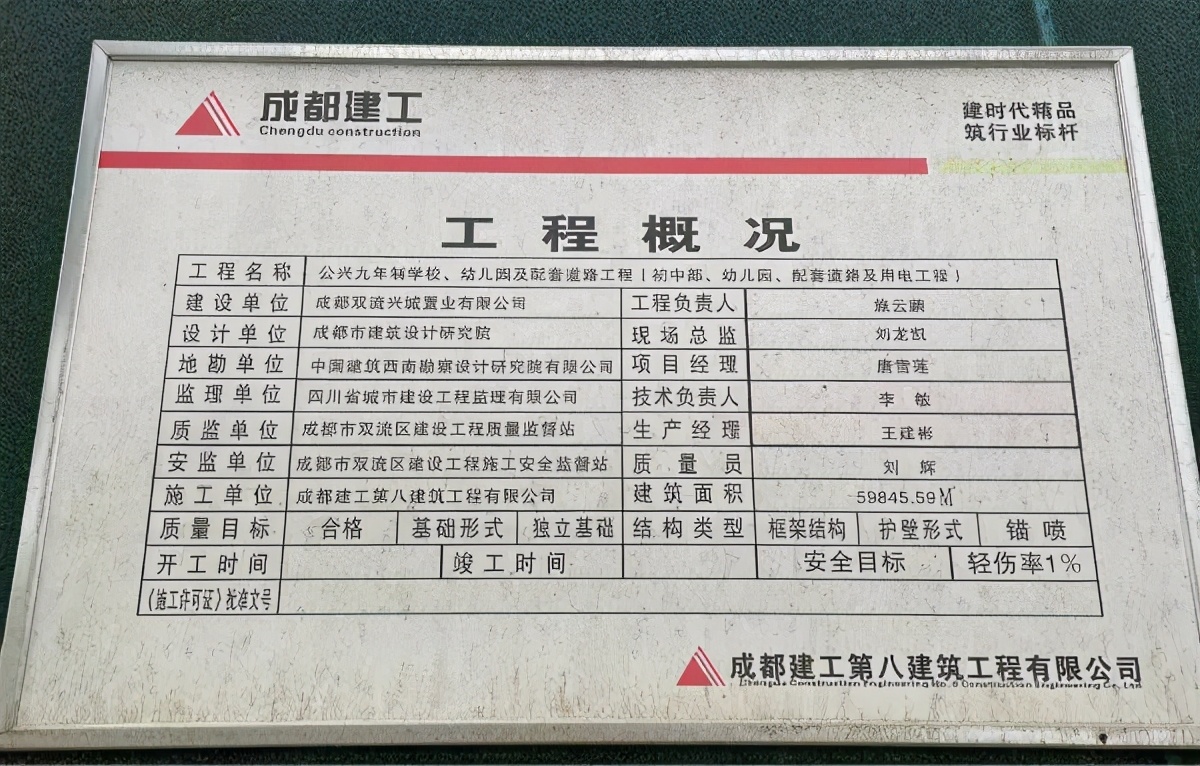 成都建工
Chengdu construction
建时代精品
筑行业标杆
工程概况
工程名称 公兴九年制学校、幼儿园及配套道路工程（初中部、幼儿园、配套道路及用电工程）
建设单位 成都双流兴城置业有限公司 工程负责人
设计单位 成都市建筑设计研究院 现场总监 刘龙凯
地勘单位 中国建筑西南勘察设计研究院有限公司 项目经理 唐雪莲
监理单位 四川省城市建设工程监理有限公司 技术负责人 李敏
质监单位 成都市双流区建设工程质量监督站 生产经理 王建彬
安监单位 成都市双流区建设工程施工安全监督站 质量员 刘辉
施工单位 成都建工第八建筑工程有限公司 建筑面积 59845.59㎡
质量目标 合格 基础形式 独立基础 结构类型 框架结构 护壁形式 锚喷
开工时间 竣工时间 安全目标 轻伤率1%
《施工许可证》批准文号
成都建工第八建筑工程有限公司
Chengdu Construction Engineering No. 8 Construction Engineering Co., Ltd